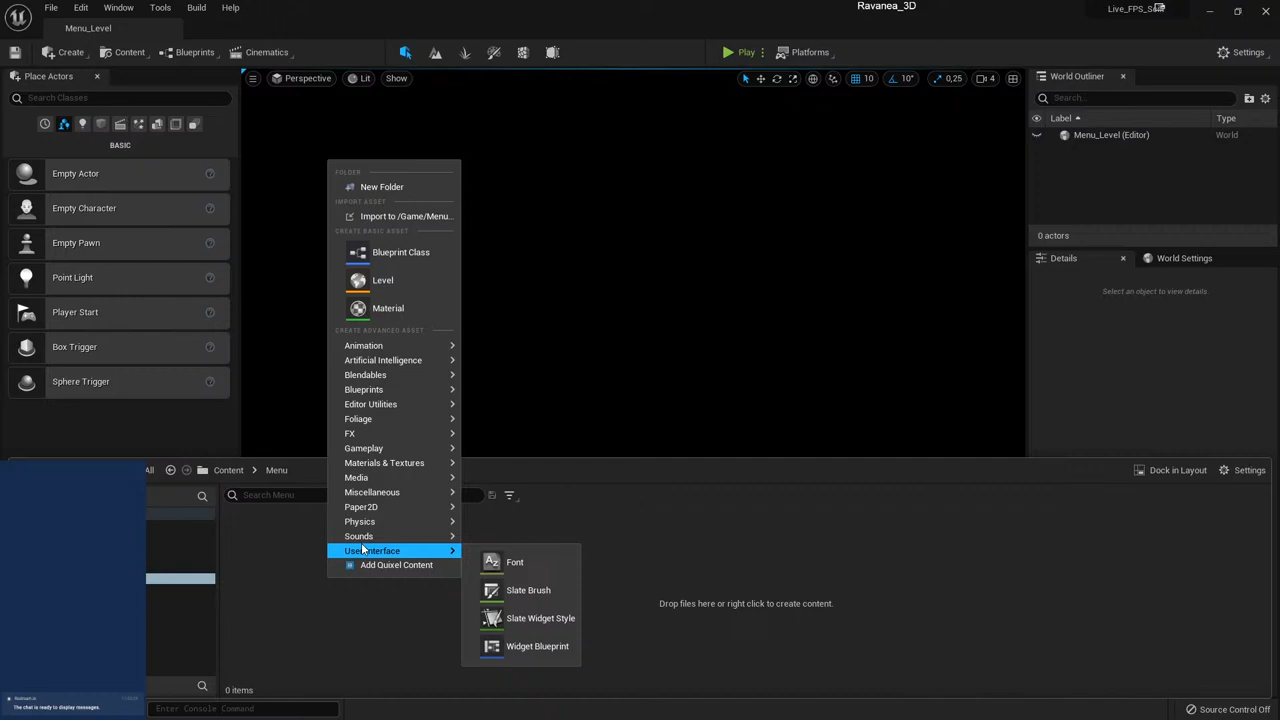 File
Edit
Window
Tools
Build
Help
Ravanea_3D
Menu_Level
Create
Content
Blueprints
Cinematics
Play
Platforms
Settings
Place Actors
Perspective
Lit
Show
10
10°
0,25
4
World Outliner
Search Classes
Search...
Label
Type
BASIC
Menu_Level (Editor)
World
Empty Actor
Empty Character
Empty Pawn
Point Light
Player Start
Box Trigger
Sphere Trigger
FOLDER
New Folder
IMPORT ASSET
Import to /Game/Menu...
CREATE BASIC ASSET
Blueprint Class
Level
Material
CREATE ADVANCED ASSET
Animation
Artificial Intelligence
Blendables
Blueprints
Editor Utilities
Foliage
FX
Gameplay
Materials & Textures
Media
Miscellaneous
Paper2D
Physics
Sounds
User Interface
Add Quixel Content
Font
Slate Brush
Slate Widget Style
Widget Blueprint
0 actors
Details
World Settings
Select an object to view details.
All
Content
Menu
Dock in Layout
Settings
Search Menu
Drop files here or right click to create content.
0 items
The chat is ready to display messages.
Enter Console Command
Source Control Off